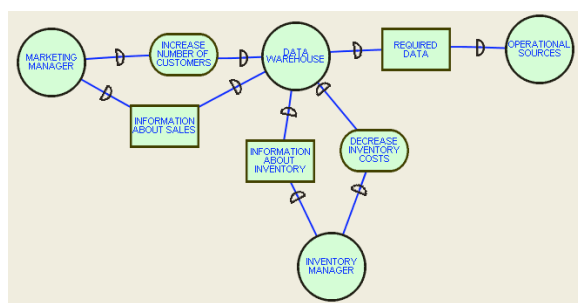 MARKETING
MANAGER
INCREASE
NUMBER OF
CUSTOMERS
DATA
WAREHOUSE
REQUIRED
DATA
OPERATIONAL
SOURCES
INFORMATION
ABOUT SALES
INFORMATION
ABOUT
INVENTORY
DECREASE
INVENTORY
COSTS
INVENTORY
MANAGER